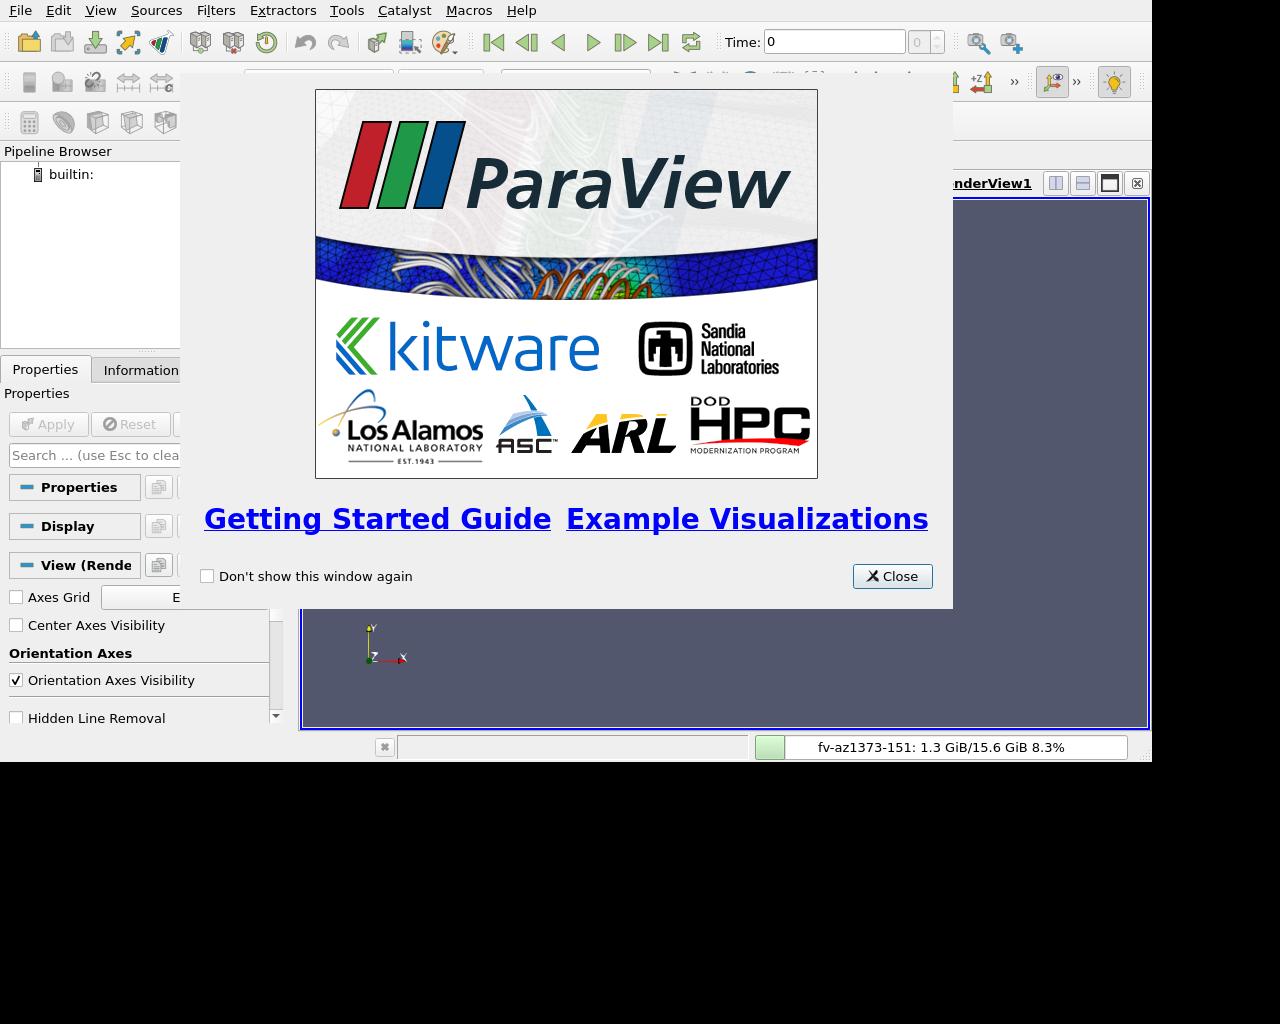 File Edit View Sources Filters Extractors Tools Catalyst Macros Help
Time: 0 0
+Z
Pipeline Browser
builtin:
nderView1
ParaView
kitware
Sandia
National
Laboratories
Los Alamos
NATIONAL LABORATORY
EST.1943
ASC
ARL
DOD
HPC
MODERNIZATION PROGRAM
Properties Information
Properties
Apply Reset
Search ... (use Esc to clea
Properties
Display
View (Rende
Getting Started Guide Example Visualizations
Don't show this window again
Close
Axes Grid E
Center Axes Visibility
Orientation Axes
Orientation Axes Visibility
Hidden Line Removal
Y
Z X
fv-az1373-151: 1.3 GiB/15.6 GiB 8.3%